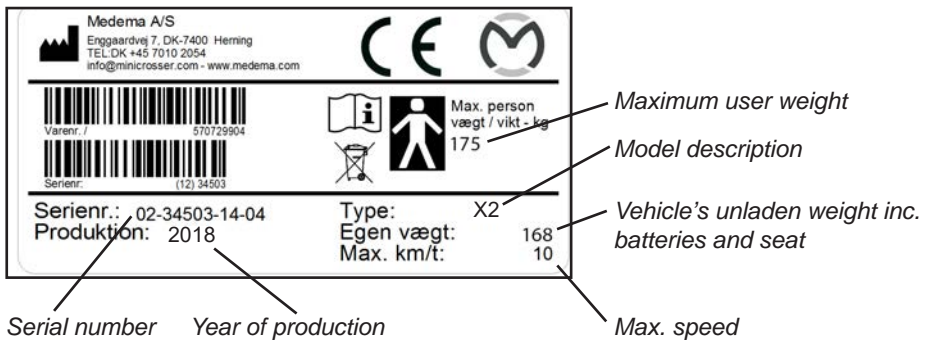 Medema A/S
Enggaardvej 7, DK-7400 Herning
TEL:DK +45 7010 2054
info@minicrosser.com - www.medema.com
CE
Varenr. / 570729904
Serienr: (12) 34503
i
Max. person
vægt / vikt - kg
175
Maximum user weight
Model description
Serienr.: 02-34503-14-04
Produktion: 2018
Type: X2
Egen vægt: 168
Max. km/t: 10
Vehicle's unladen weight inc.
batteries and seat
Serial number
Year of production
Max. speed